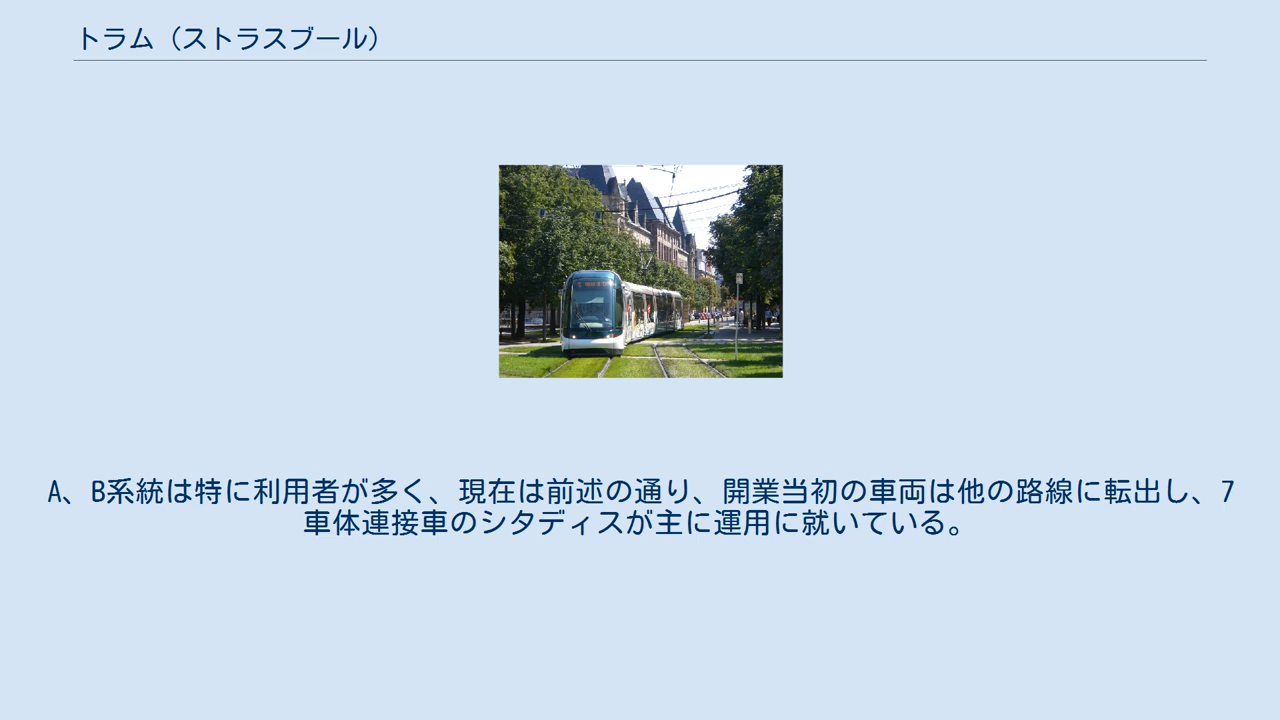 トラム（ストラスブール）
A、B系統は特に利用者が多く、現在は前述の通り、開業当初の車両は他の路線に転出し、7
車体連接車のシタディスが主に運用に就いている。